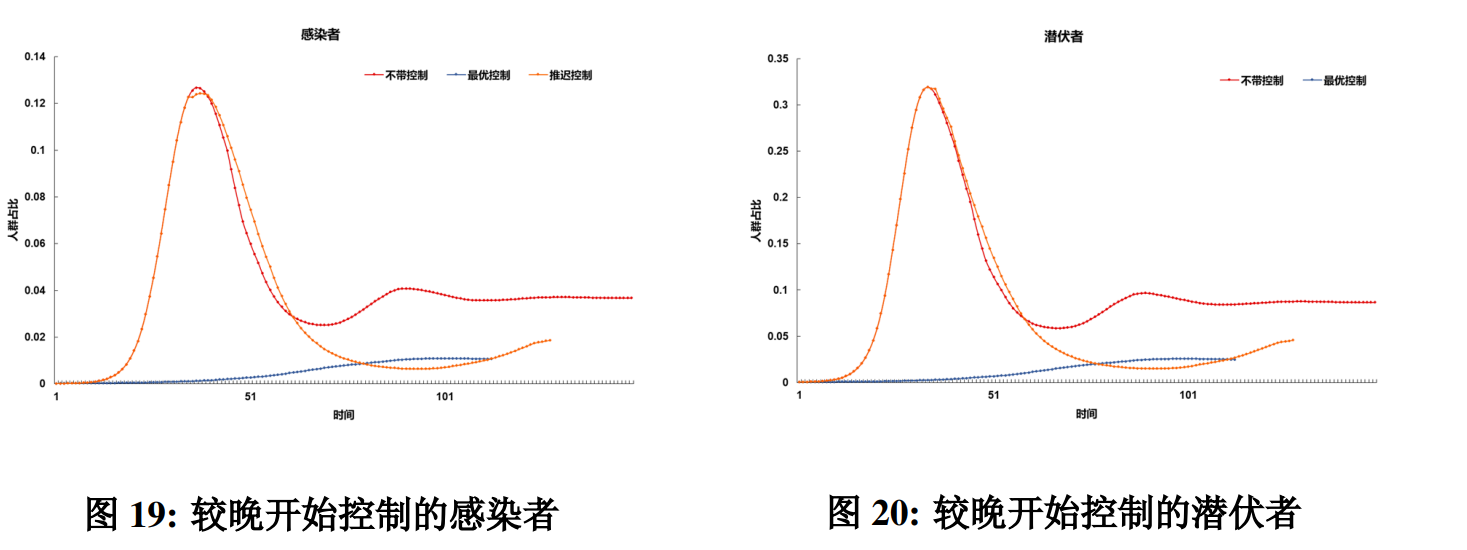 感染者
0.14
0.12
0.1
0.08
0.06
0.04
0.02
0
人群占比
不带控制 最优控制 推迟控制
1 51 101
时间
图 19: 较晚开始控制的感染者
潜伏者
0.35
0.3
0.25
0.2
0.15
0.1
0.05
0
人群占比
不带控制 最优控制
1 51 101
时间
图 20: 较晚开始控制的潜伏者